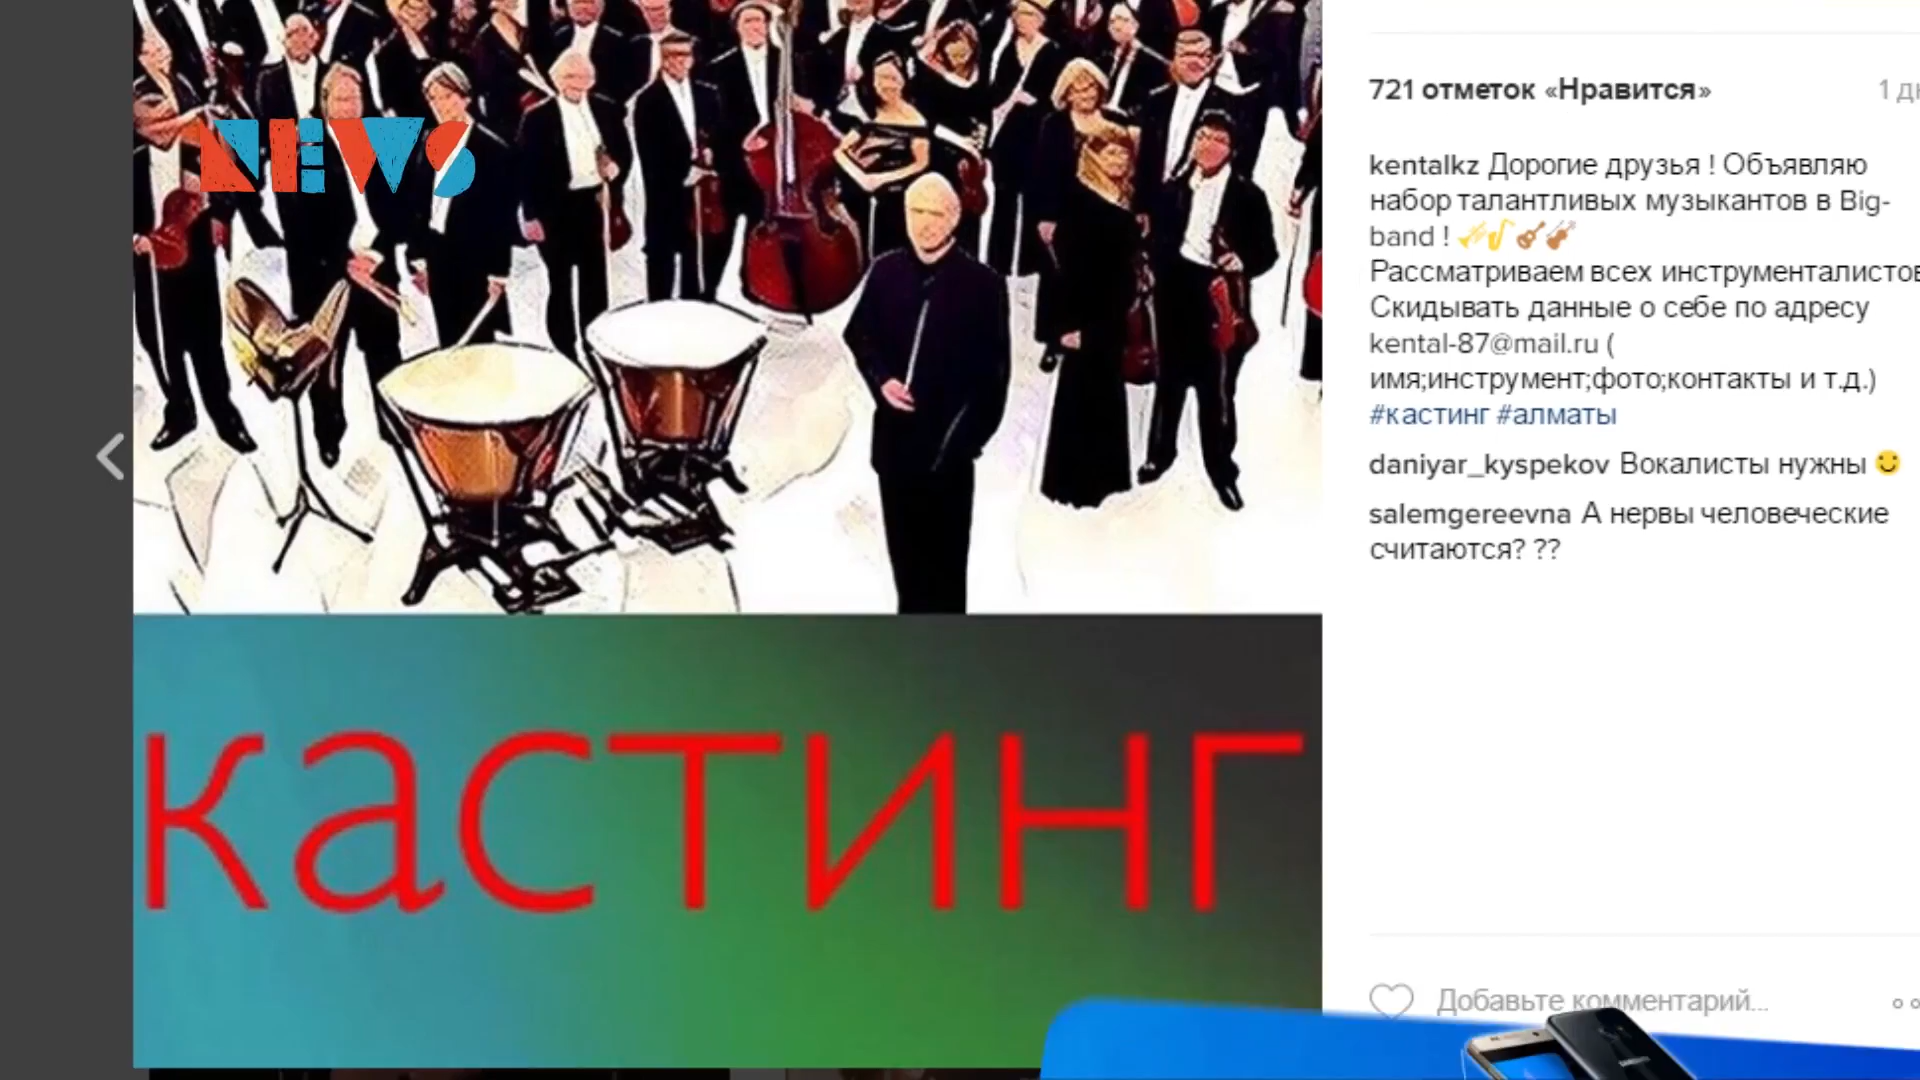 NEWS
кастинг
721 отметок «Нравится»
kentalkz Дорогие друзья ! Объявляю
набор талантливых музыкантов в Big-
band !
Рассматриваем всех инструменталистов
Скидывать данные о себе по адресу
kental-87@mail.ru (
имя;инструмент;фото;контакты и т.д.)
#кастинг #алматы
daniyar_kyspekov Вокалисты нужны
salemgereevna А нервы человеческие
считаются? ??
Добавьте комментарий...